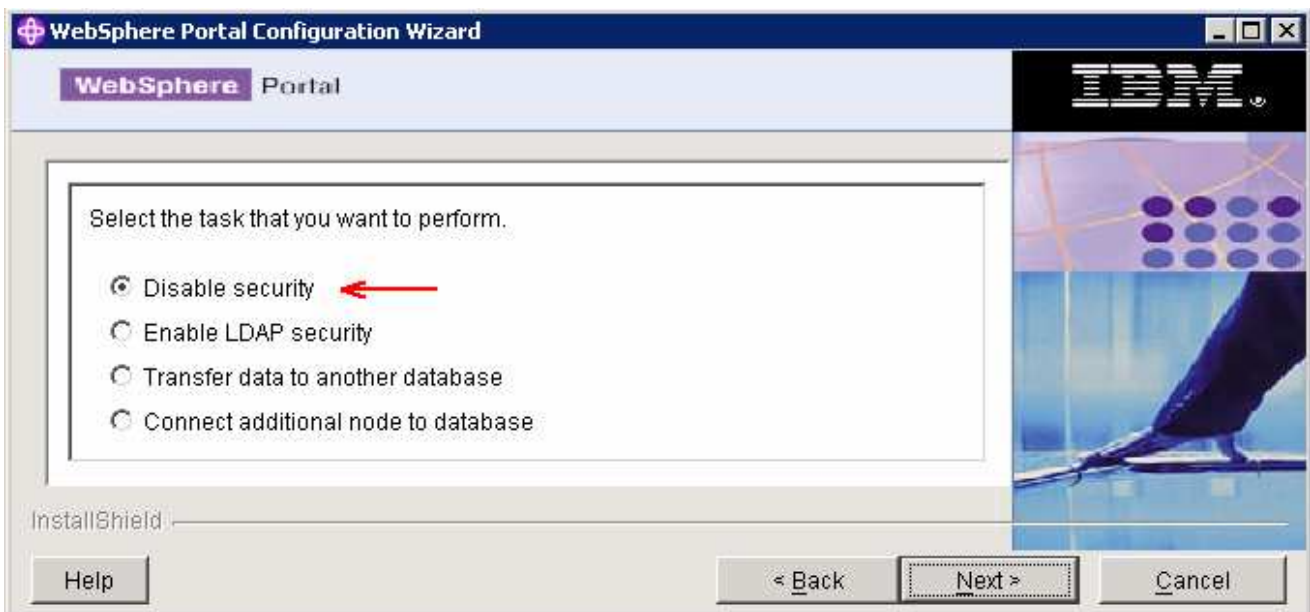 WebSphere Portal Configuration Wizard
WebSphere Portal
IBM®
Select the task that you want to perform.
Disable security
Enable LDAP security
Transfer data to another database
Connect additional node to database
InstallShield
Help
< Back
Next >
Cancel